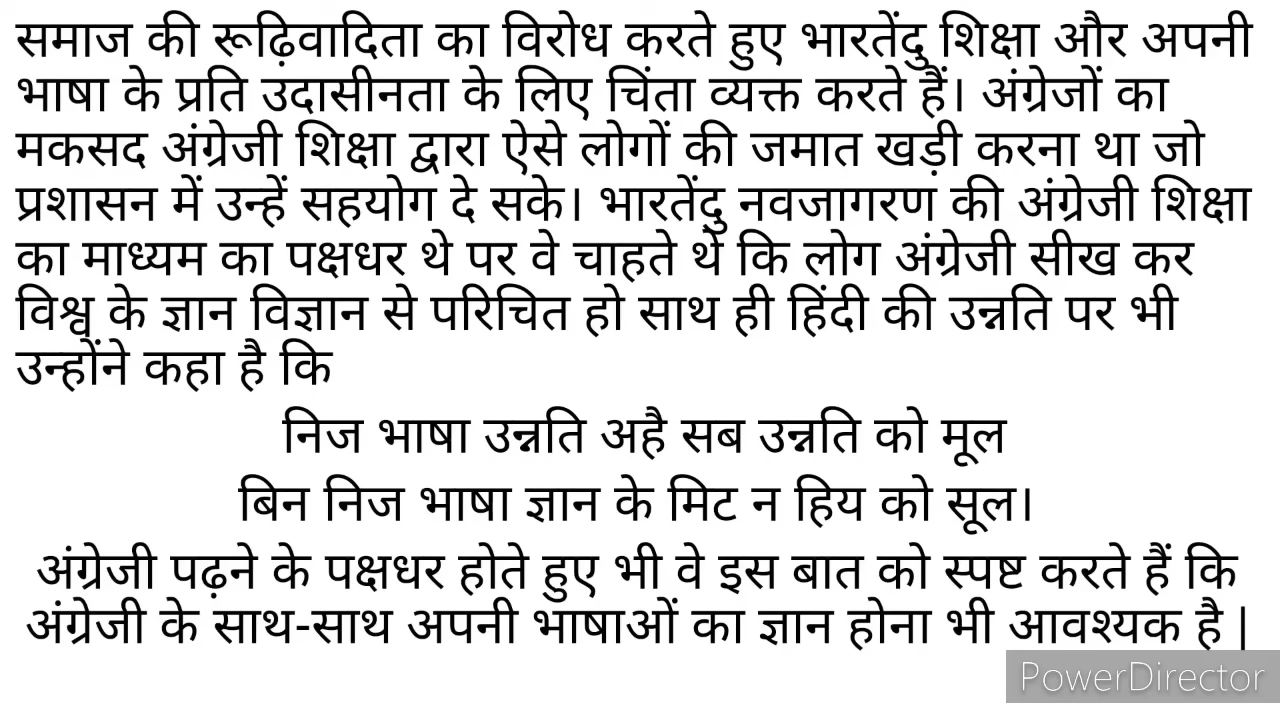 समाज की रूढ़िवादिता का विरोध करते हुए भारतेंदु शिक्षा और अपनी
भाषा के प्रति उदासीनता के लिए चिंता व्यक्त करते हैं। अंग्रेजों का
मकसद अंग्रेजी शिक्षा द्वारा ऐसे लोगों की जमात खड़ी करना था जो
प्रशासन में उन्हें सहयोग दे सके। भारतेंदु नवजागरण की अंग्रेजी शिक्षा
का माध्यम का पक्षधर थे पर वे चाहते थे कि लोग अंग्रेजी सीख कर
विश्व के ज्ञान विज्ञान से परिचित हो साथ ही हिंदी की उन्नति पर भी
उन्होंने कहा है कि
निज भाषा उन्नति अहै सब उन्नति को मूल
बिन निज भाषा ज्ञान के मिट न हिय को सूल।
अंग्रेजी पढ़ने के पक्षधर होते हुए भी वे इस बात को स्पष्ट करते हैं कि
अंग्रेजी के साथ-साथ अपनी भाषाओं का ज्ञान होना भी आवश्यक है |
PowerDirector